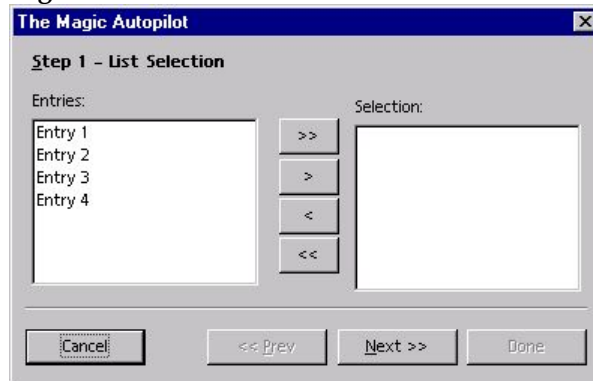 The Magic Autopilot
Step 1 – List Selection
Entries:
Entry 1
Entry 2
Entry 3
Entry 4
>>
>
<
<<
Selection:
Cancel
<< Prev
Next >>
Done